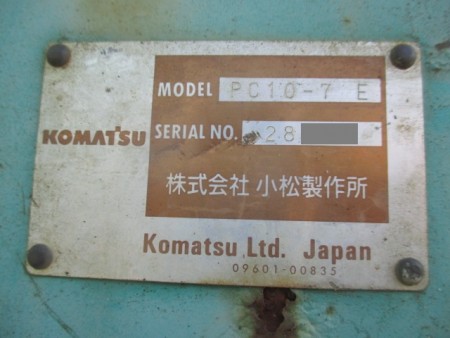 MODEL PC10-7 E
KOMATSU
SERIAL NO. 28
株式会社 小松製作所
Komatsu Ltd. Japan
09601-00835